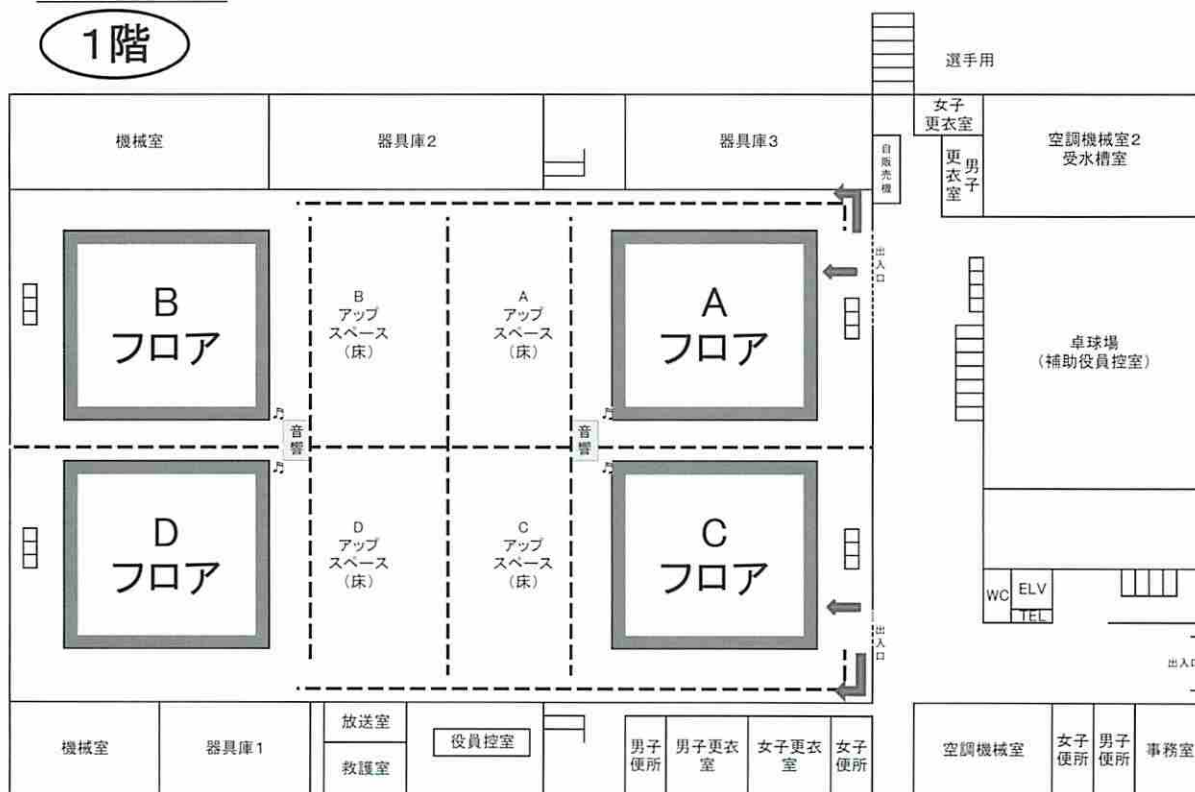 1階
選手用
機械室
器具庫2
器具庫3
女子
更衣室
空調機械室2
受水槽室
自販売機
男子
更衣室
出入口
B
フロア
B
アップ
スペース
(床)
A
アップ
スペース
(床)
A
フロア
卓球場
(補助役員控室)
音響
音響
D
フロア
D
アップ
スペース
(床)
C
アップ
スペース
(床)
C
フロア
WC
ELV
TEL
出入口
出入口
機械室
器具庫1
放送室
救護室
役員控室
男子
便所
男子更衣
室
女子更衣
室
女子
便所
空調機械室
女子
便所
男子
便所
事務室